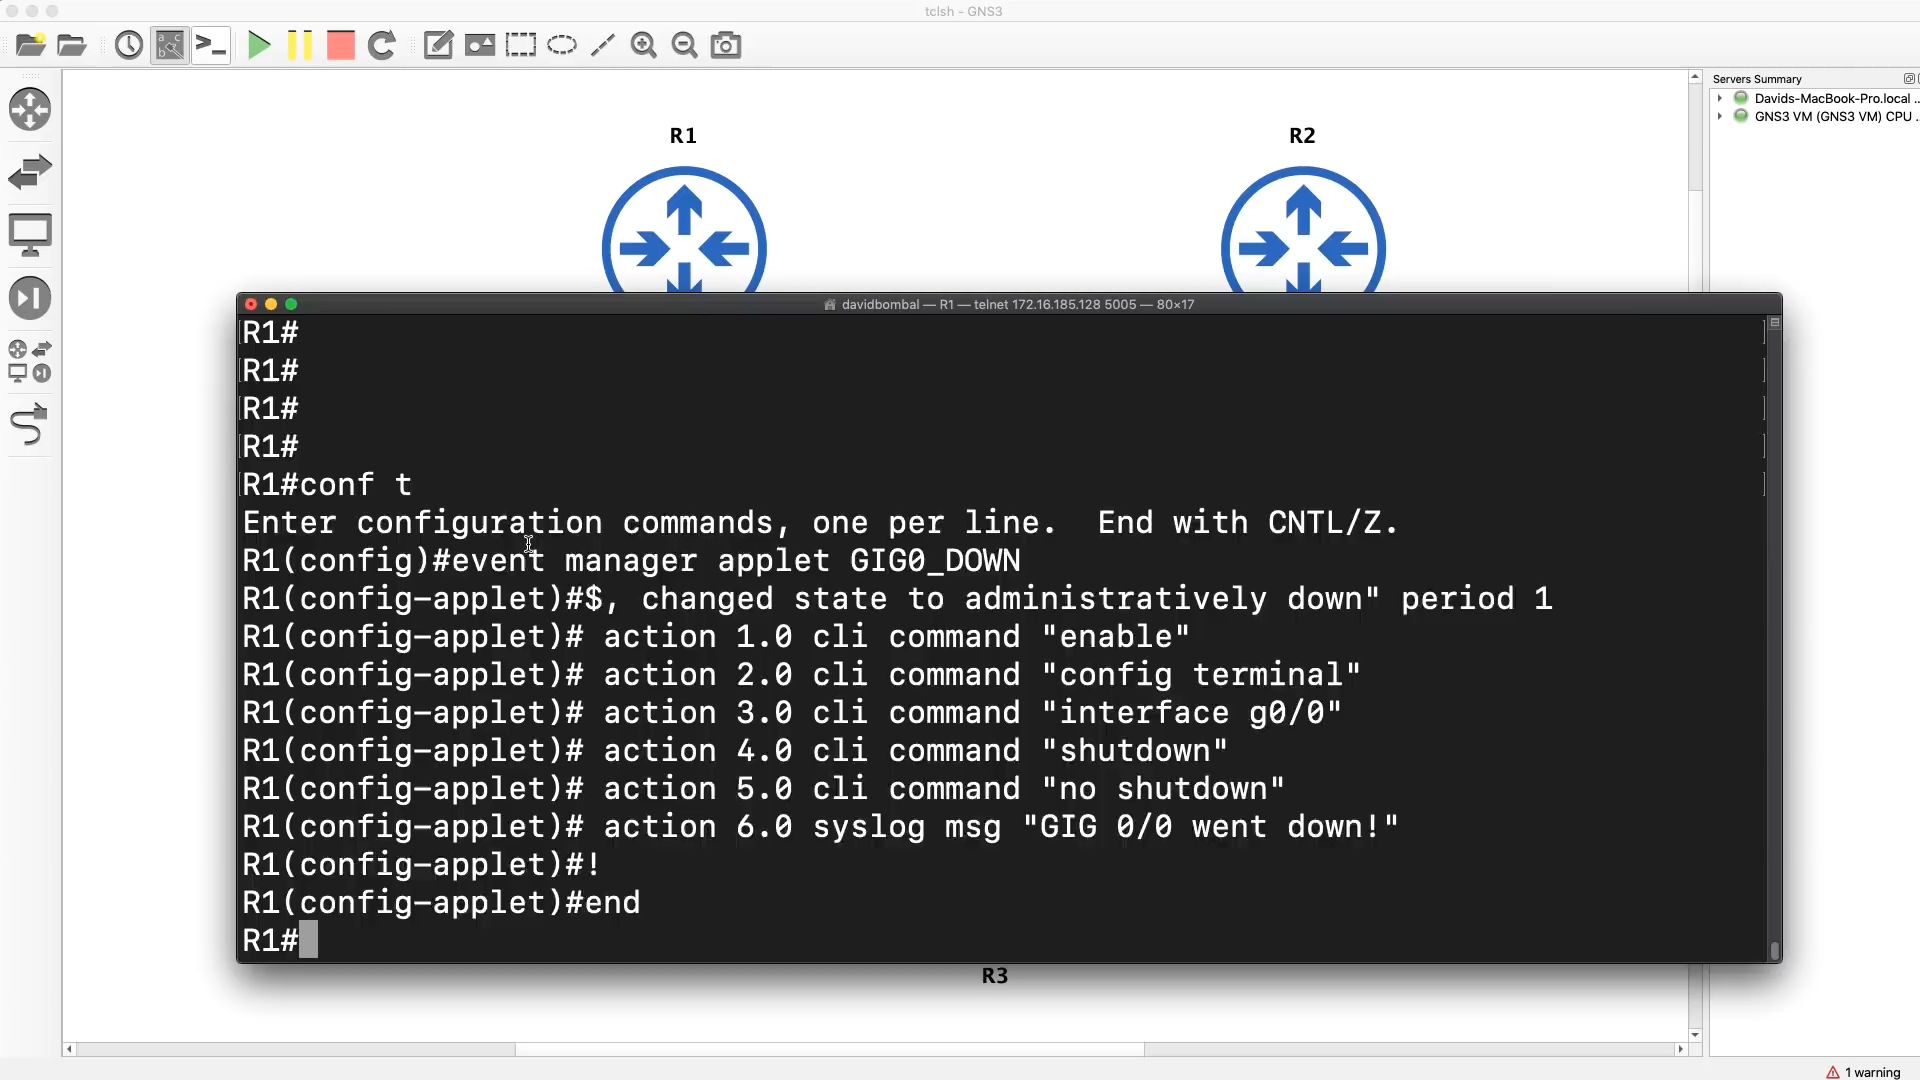 tclsh - GNS3
Servers Summary
Davids-MacBook-Pro.local ...
GNS3 VM (GNS3 VM) CPU ...
R1
R2
davidbombal — R1 — telnet 172.16.185.128 5005 — 80×17
R1#
R1#
R1#
R1#
R1#conf t
Enter configuration commands, one per line.  End with CNTL/Z.
R1(config)#event manager applet GIG0_DOWN
R1(config-applet)#$, changed state to administratively down" period 1
R1(config-applet)# action 1.0 cli command "enable"
R1(config-applet)# action 2.0 cli command "config terminal"
R1(config-applet)# action 3.0 cli command "interface g0/0"
R1(config-applet)# action 4.0 cli command "shutdown"
R1(config-applet)# action 5.0 cli command "no shutdown"
R1(config-applet)# action 6.0 syslog msg "GIG 0/0 went down!"
R1(config-applet)#!
R1(config-applet)#end
R1#
R3
1 warning